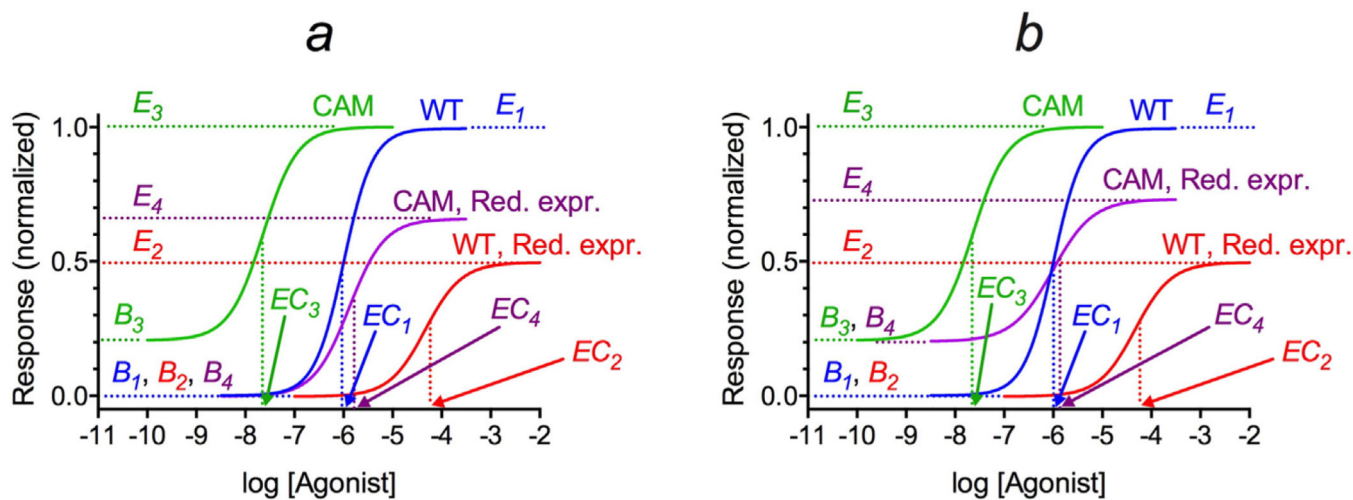 a
E3 CAM WT E1
E4 CAM, Red. expr.
E2 WT, Red. expr.
B3 EC3 EC1 EC4
B1, B2, B4 EC2
Response (normalized)
1.0
0.5
0.0
-11 -10 -9 -8 -7 -6 -5 -4 -3 -2
log [Agonist]
b
E3 CAM WT E1
E4 CAM, Red. expr.
E2 WT, Red. expr.
B3, B4 EC3 EC1 EC4
B1, B2 EC2
Response (normalized)
1.0
0.5
0.0
-11 -10 -9 -8 -7 -6 -5 -4 -3 -2
log [Agonist]